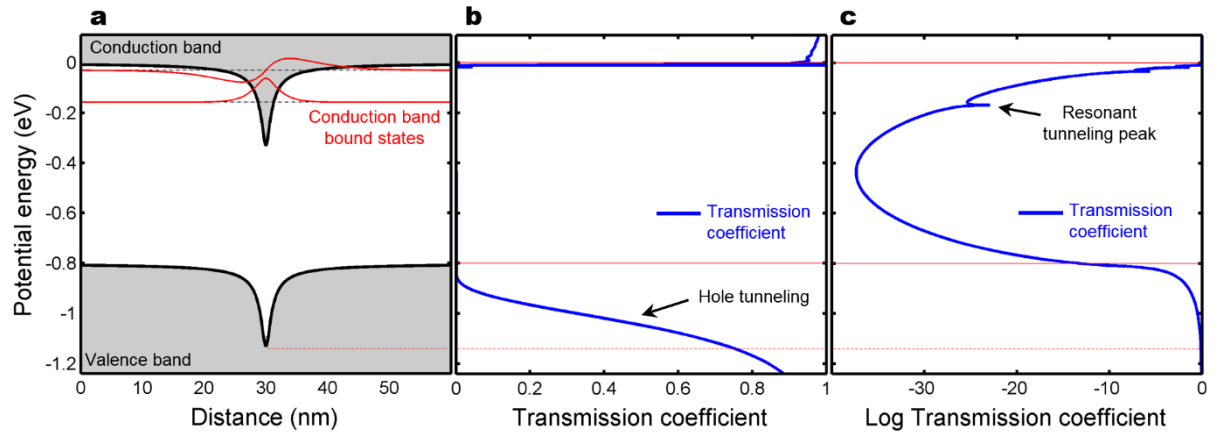 a
b
c
Conduction band
Conduction band
bound states
Valence band
Potential energy (eV)
0
-0.2
-0.4
-0.6
-0.8
-1
-1.2
0
10
20
30
40
50
Distance (nm)
Transmission
coefficient
Hole tunneling
0
0.2
0.4
0.6
0.8
1
Transmission coefficient
Resonant
tunneling peak
Transmission
coefficient
-30
-20
-10
0
Log Transmission coefficient